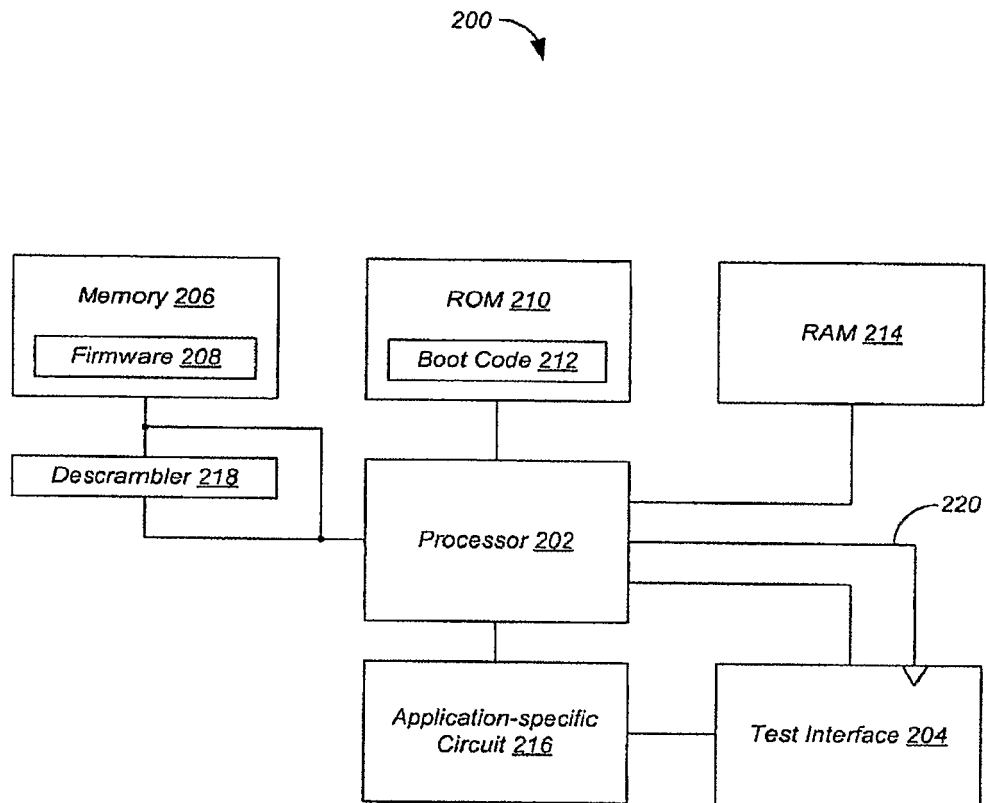 200
Memory 206
Firmware 208
ROM 210
Boot Code 212
RAM 214
Descrambler 218
Processor 202
220
Application-specific
Circuit 216
Test Interface 204